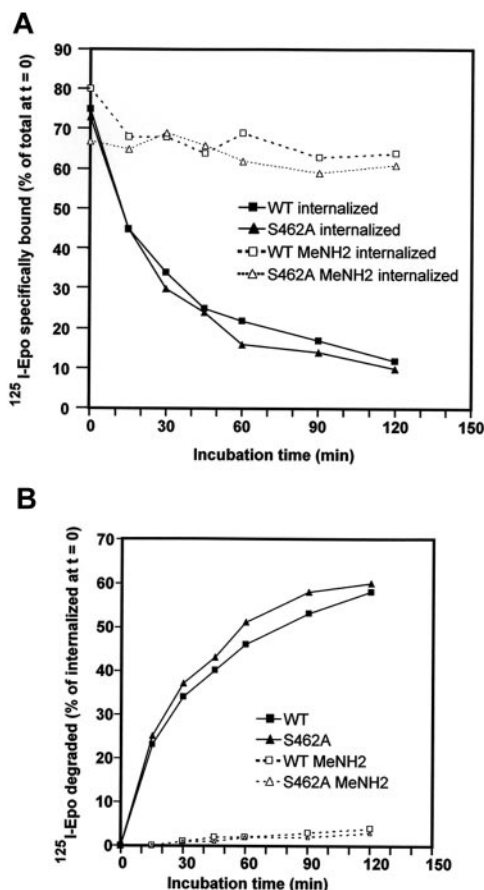 A
125 I-Epo specifically bound (% of total at t = 0)
90
80
70
60
50
40
30
20
10
0
WT internalized
S462A internalized
WT MeNH2 internalized
S462A MeNH2 internalized
0 30 60 90 120 150
Incubation time (min)
B
125 I-Epo degraded (% of internalized at t = 0)
70
60
50
40
30
20
10
0
WT
S462A
WT MeNH2
S462A MeNH2
0 30 60 90 120 150
Incubation time (min)